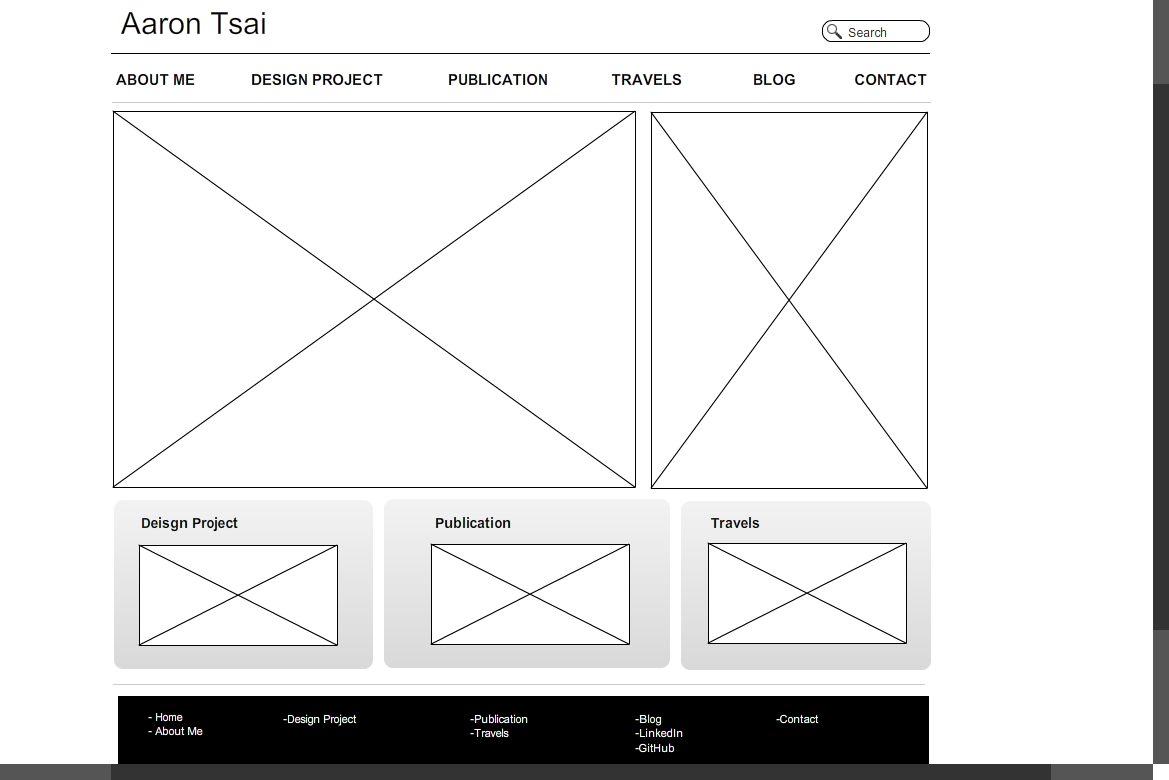 Aaron Tsai
Search
ABOUT ME DESIGN PROJECT PUBLICATION TRAVELS BLOG CONTACT
Deisgn Project
Publication
Travels
- Home
- About Me
-Design Project
-Publication
-Travels
-Blog
-LinkedIn
-GitHub
-Contact